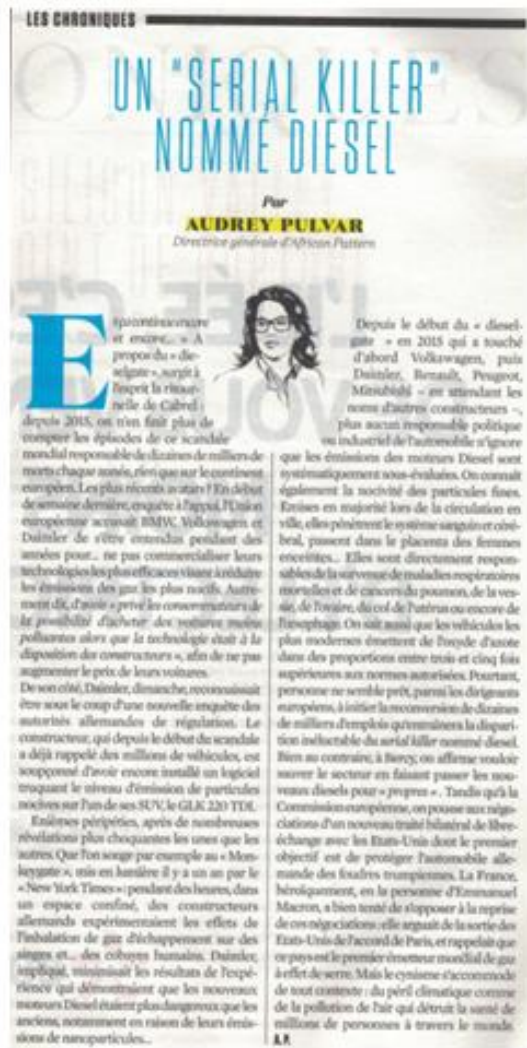 LES CHRONIQUES
UN "SERIAL KILLER"
NOMMÉ DIESEL
Par
AUDREY PULVAR
Directrice générale d'African Pattern
Et ça continue encore
et encore... » À
propos du « die-
selgate », surgit à
l'esprit la ritour-
nelle de Cabrel :
depuis 2015, on n'en finit plus de
compter les épisodes de ce scandale
mondial responsable de dizaines de milliers de
morts chaque année, rien que sur le continent
européen. Les plus récents avatars ? En début
de semaine dernière, enquête à l'appui, l'Union
européenne accusait BMW, Volkswagen et
Daimler de s'être entendus pendant des
années pour... ne pas commercialiser leurs
technologies les plus efficaces visant à réduire
les émissions des gaz les plus nocifs. Autre-
ment dit, d'avoir « privé les consommateurs de
la possibilité d'acheter des voitures moins
polluantes alors que la technologie était à la
disposition des constructeurs », afin de ne pas
augmenter le prix de leurs voitures.
De son côté, Daimler, dimanche, reconnaissait
être sous le coup d'une nouvelle enquête des
autorités allemandes de régulation. Le
constructeur, qui depuis le début du scandale
a déjà rappelé des millions de véhicules, est
soupçonné d'avoir encore installé un logiciel
truquant le niveau d'émission de particules
nocives sur l'un de ses SUV, le GLK 220 TDI.
Enièmes péripéties, après de nombreuses
révélations plus choquantes les unes que les
autres. Que l'on songe par exemple au « Mon-
keygate », mis en lumière il y a un an par le
« New York Times » : pendant des heures, dans
un espace confiné, des constructeurs
allemands expérimentaient les effets de
l'inhalation de gaz d'échappement sur des
singes et... des cobayes humains. Daimler,
impliqué, minimisait les résultats de l'expé-
rience qui démontraient que les nouveaux
moteurs Diesel étaient plus dangereux que les
anciens, notamment en raison de leurs émis-
sions de nanoparticules...
Depuis le début du « diesel-
gate » en 2015 qui a touché
d'abord Volkswagen, puis
Daimler, Renault, Peugeot,
Mitsubishi – en attendant les
noms d'autres constructeurs –,
plus aucun responsable politique
ou industriel de l'automobile n'ignore
que les émissions des moteurs Diesel sont
systématiquement sous-évaluées. On connaît
également la nocivité des particules fines.
Emises en majorité lors de la circulation en
ville, elles pénètrent le système sanguin et céré-
bral, passent dans le placenta des femmes
enceintes... Elles sont directement respon-
sables de la survenue de maladies respiratoires
mortelles et de cancers du poumon, de la ves-
sie, de l'ovaire, du col de l'utérus ou encore de
l'œsophage. On sait aussi que les véhicules les
plus modernes émettent de l'oxyde d'azote
dans des proportions entre trois et cinq fois
supérieures aux normes autorisées. Pourtant,
personne ne semble prêt, parmi les dirigeants
européens, à initier la reconversion de dizaines
de milliers d'emplois qu'entraînera la dispari-
tion inéluctable du serial killer nommé diesel.
Bien au contraire, à Bercy, on affirme vouloir
sauver le secteur en faisant passer les nou-
veaux diesels pour « propres ». Tandis qu'à la
Commission européenne, on pousse aux négo-
ciations d'un nouveau traité bilatéral de libre-
échange avec les Etats-Unis dont le premier
objectif est de protéger l'automobile alle-
mande des foudres trumpiennes. La France,
héroïquement, en la personne d'Emmanuel
Macron, a bien tenté de s'opposer à la reprise
de ces négociations : elle arguait de la sortie des
Etats-Unis de l'accord de Paris, et rappelait que
ce pays est le premier émetteur mondial de gaz
à effet de serre. Mais le cynisme s'accommode
de tout contexte : du péril climatique comme
de la pollution de l'air qui détruit la santé de
millions de personnes à travers le monde.
A.P.